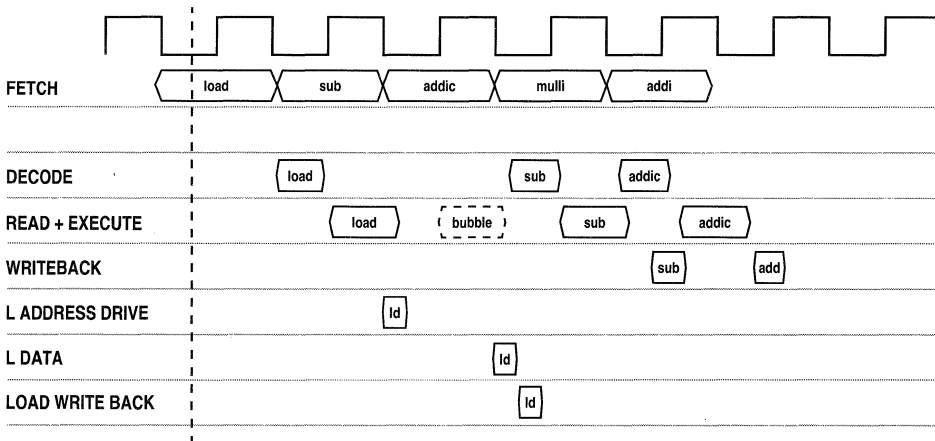 FETCH load sub addic mulli addi
DECODE load sub addic
READ + EXECUTE load bubble sub addic
WRITEBACK sub add
L ADDRESS DRIVE ld
L DATA ld
LOAD WRITE BACK ld